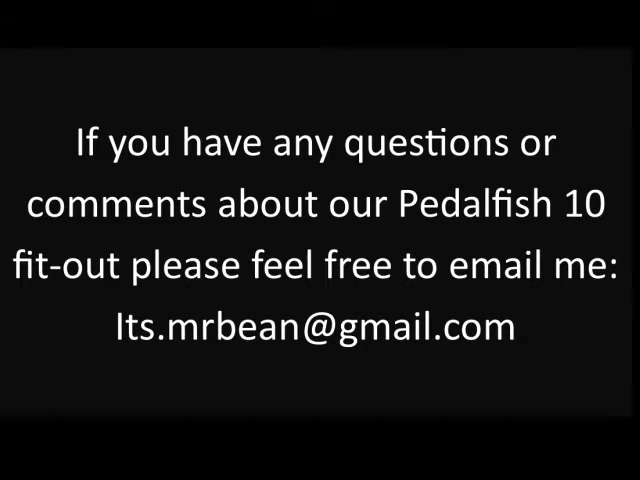 If you have any questions or
comments about our Pedalfish 10
fit-out please feel free to email me:
Its.mrbean@gmail.com